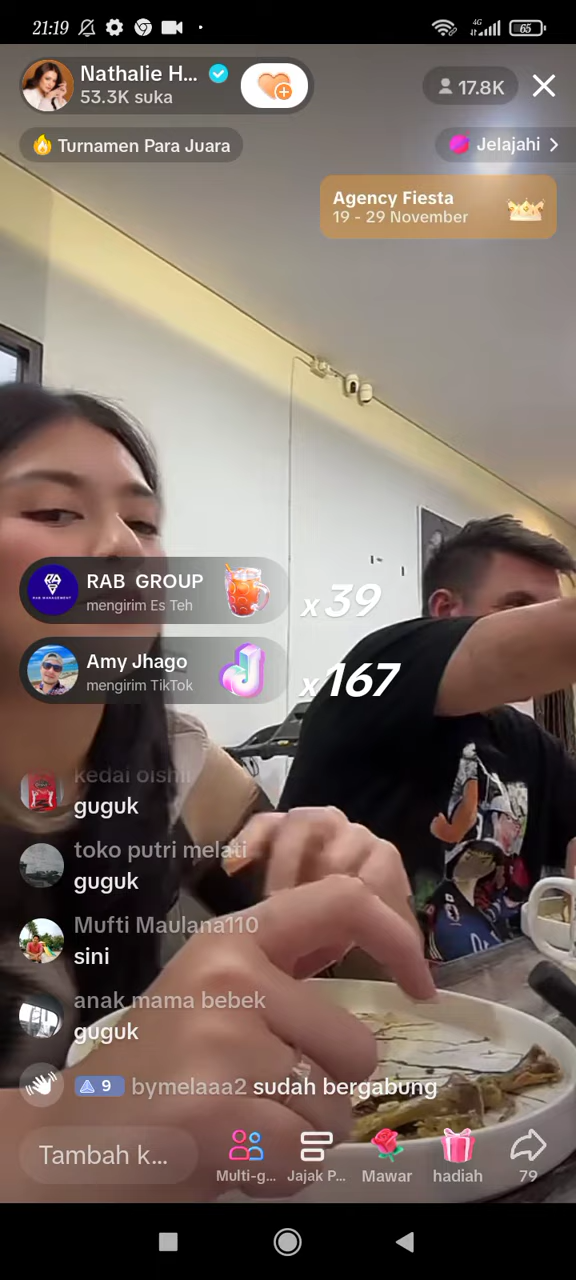 21:19
4G
65
Nathalie H...
53.3K suka
17.8K
Turnamen Para Juara
Jelajahi
Agency Fiesta
19 - 29 November
RAB GROUP
mengirim Es Teh
x39
Amy Jhago
mengirim TikTok
x167
kedai oishi
guguk
toko putri melati
guguk
Mufti Maulana110
sini
anak mama bebek
guguk
9 bymelaaa2 sudah bergabung
Tambah k...
Multi-g...
Jajak P...
Mawar
hadiah
79